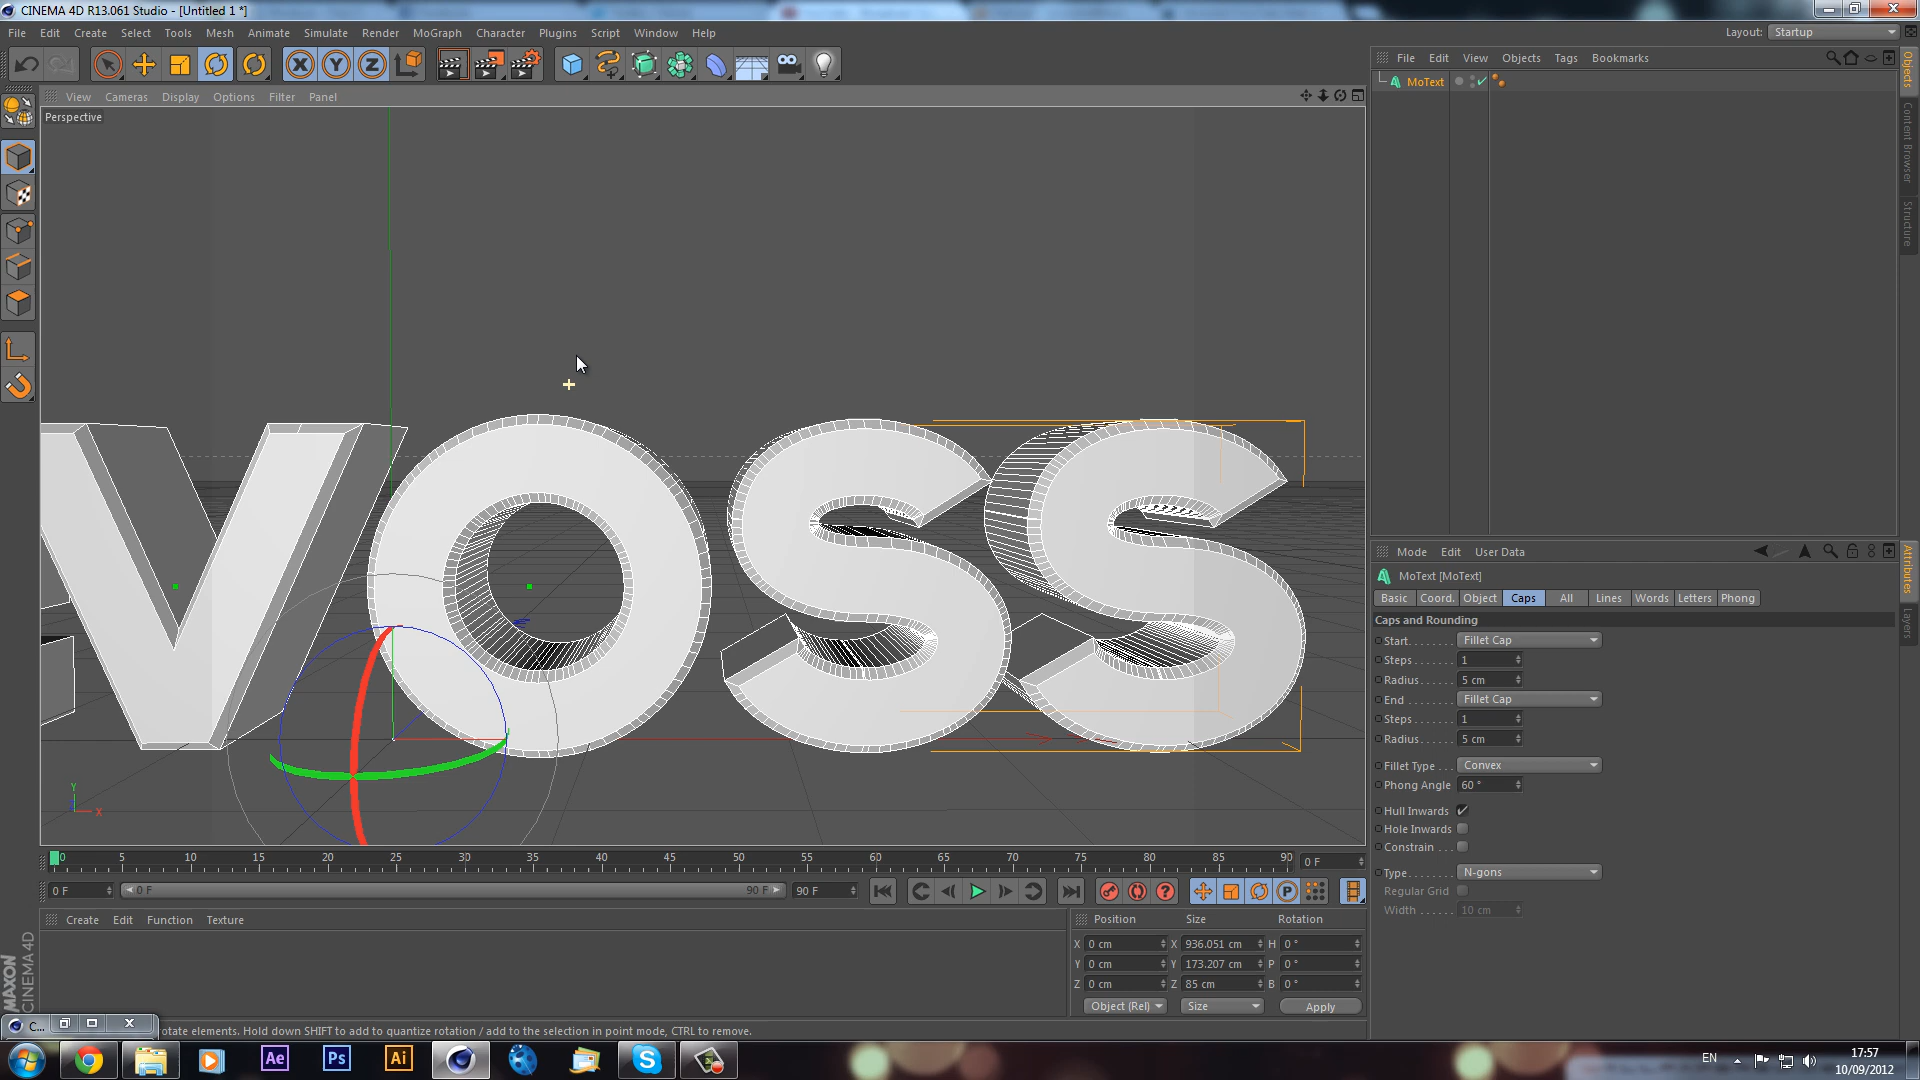 CINEMA 4D R13.061 Studio - [Untitled 1 *]
File Edit Create Select Tools Mesh Animate Simulate Render MoGraph Character Plugins Script Window Help
Layout: Startup
X Y Z
File Edit View Objects Tags Bookmarks
MoText
View Cameras Display Options Filter Panel
Perspective
VOSS
Y
X
Objects
Content Browser
Structure
Mode Edit User Data
MoText [MoText]
Basic Coord. Object Caps All Lines Words Letters Phong
Caps and Rounding
Start. . . . . . . Fillet Cap
Steps . . . . . . 1
Radius. . . . . . 5 cm
End . . . . . . . Fillet Cap
Steps . . . . . . 1
Radius. . . . . . 5 cm
Fillet Type . . . Convex
Phong Angle 60 °
Hull Inwards
Hole Inwards
Constrain . . .
Type. . . . . . . N-gons
Regular Grid
Width . . . . . . 10 cm
Attributes
Layers
0 5 10 15 20 25 30 35 40 45 50 55 60 65 70 75 80 85 90 0 F
0 F 0 F 90 F 90 F P
Create Edit Function Texture
Position Size Rotation
X 0 cm X 936.051 cm H 0 °
Y 0 cm Y 173.207 cm P 0 °
Z 0 cm Z 85 cm B 0 °
Object (Rel) Size Apply
MAXON
CINEMA 4D
C...
otate elements. Hold down SHIFT to add to quantize rotation / add to the selection in point mode, CTRL to remove.
Ae Ps Ai S
EN
17:57
10/09/2012